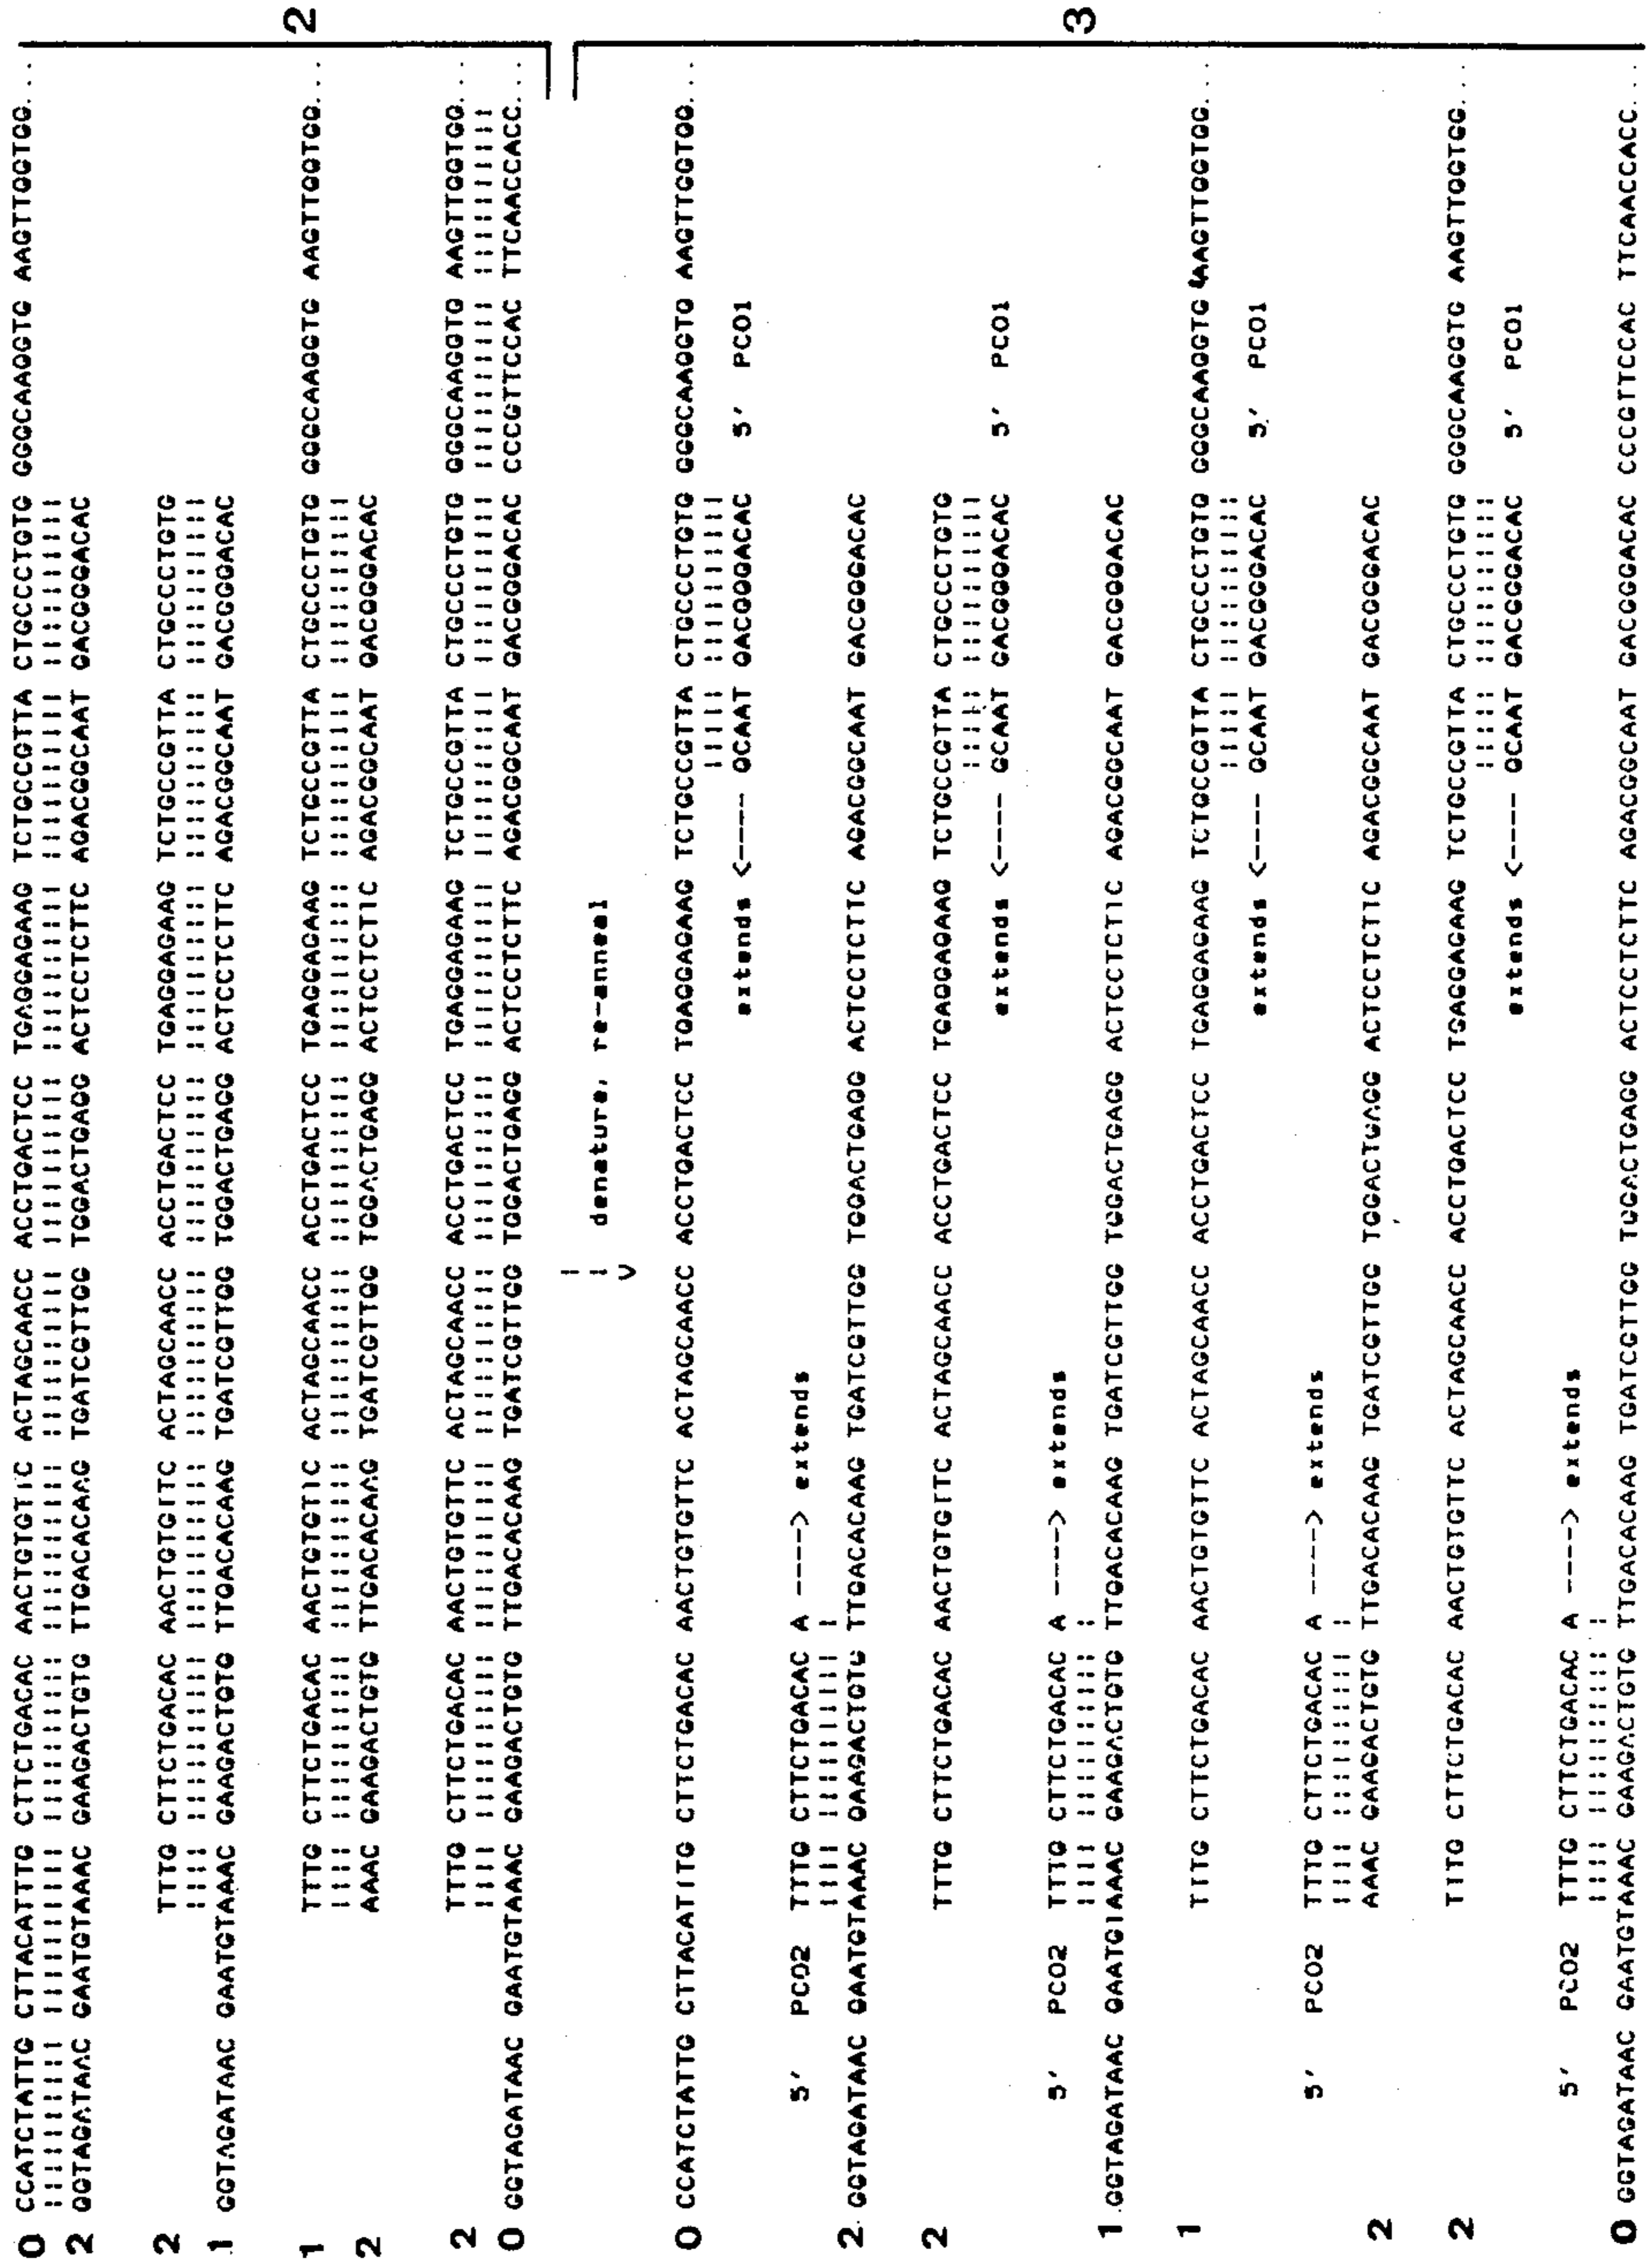 0 CCATCTATTG CTTACATTTG CTTCTGACAC AACTGTGTTC ACTAGCAACC ACCTGACTCC TGAGGAGAAG TCTGCCGTTA CTGCCCTGTG GGGCAAGGTG AAGTTGGTGG...
2 GGTAGATAAC GAATGTAAAC GAAGACTGTG TTGACACAAG TGATCGTTGG TGGACTGAGG ACTCCTCTTC AGACGGCAAT GACGGGACAC
2 TTTG CTTCTGACAC AACTGTGTTC ACTAGCAACC ACCTGACTCC TGAGGAGAAG TCTGCCGTTA CTGCCCTGTG
1 GGTAGATAAC GAATGTAAAC GAAGACTGTG TTGACACAAG TGATCGTTGG TGGACTGAGG ACTCCTCTTC AGACGGCAAT GACGGGACAC
2
1 TTTG CTTCTGACAC AACTGTGTTC ACTAGCAACC ACCTGACTCC TGAGGAGAAG TCTGCCGTTA CTGCCCTGTG GGGCAAGGTG AAGTTGGTGG...
2 AAAC GAAGACTGTG TTGACACAAG TGATCGTTGG TGGACTGAGG ACTCCTCTTC AGACGGCAAT GACGGGACAC
2 TTTG CTTCTGACAC AACTGTGTTC ACTAGCAACC ACCTGACTCC TGAGGAGAAG TCTGCCGTTA CTGCCCTGTG GGGCAAGGTG AAGTTGGTGG...
0 GGTAGATAAC GAATGTAAAC GAAGACTGTG TTGACACAAG TGATCGTTGG TGGACTGAGG ACTCCTCTTC AGACGGCAAT GACGGGACAC CCCGTTCCAC TTCAACCACC...
denature, re-anneal
0 CCATCTATTG CTTACATTTG CTTCTGACAC AACTGTGTTC ACTAGCAACC ACCTGACTCC TGAGGAGAAG TCTGCCGTTA CTGCCCTGTG GGGCAAGGTG AAGTTGGTGG...
extends <---- GCAAT GACGGGACAC 5' PC01
5' PC02 TTTG CTTCTGACAC A ----> extends
2 GGTAGATAAC GAATGTAAAC GAAGACTGTG TTGACACAAG TGATCGTTGG TGGACTGAGG ACTCCTCTTC AGACGGCAAT GACGGGACAC
2 TTTG CTTCTGACAC AACTGTGTTC ACTAGCAACC ACCTGACTCC TGAGGAGAAG TCTGCCGTTA CTGCCCTGTG
extends <---- GCAAT GACGGGACAC 5' PC01
5' PC02 TTTG CTTCTGACAC A ----> extends
3
1 GGTAGATAAC GAATGTAAAC GAAGACTGTG TTGACACAAG TGATCGTTGG TGGACTGAGG ACTCCTCTTC AGACGGCAAT GACGGGACAC
1 TTTG CTTCTGACAC AACTGTGTTC ACTAGCAACC ACCTGACTCC TGAGGAGAAG TCTGCCGTTA CTGCCCTGTG GGGCAAGGTG AAGTTGGTGG...
extends <---- GCAAT GACGGGACAC 5' PC01
5' PC02 TTTG CTTCTGACAC A ----> extends
2 AAAC GAAGACTGTG TTGACACAAG TGATCGTTGG TGGACTGAGG ACTCCTCTTC AGACGGCAAT GACGGGACAC
2 TTTG CTTCTGACAC AACTGTGTTC ACTAGCAACC ACCTGACTCC TGAGGAGAAG TCTGCCGTTA CTGCCCTGTG GGGCAAGGTG AAGTTGGTGG...
extends <---- GCAAT GACGGGACAC 5' PC01
5' PC02 TTTG CTTCTGACAC A ----> extends
0 GGTAGATAAC GAATGTAAAC GAAGACTGTG TTGACACAAG TGATCGTTGG TGGACTGAGG ACTCCTCTTC AGACGGCAAT GACGGGACAC CCCGTTCCAC TTCAACCACC...